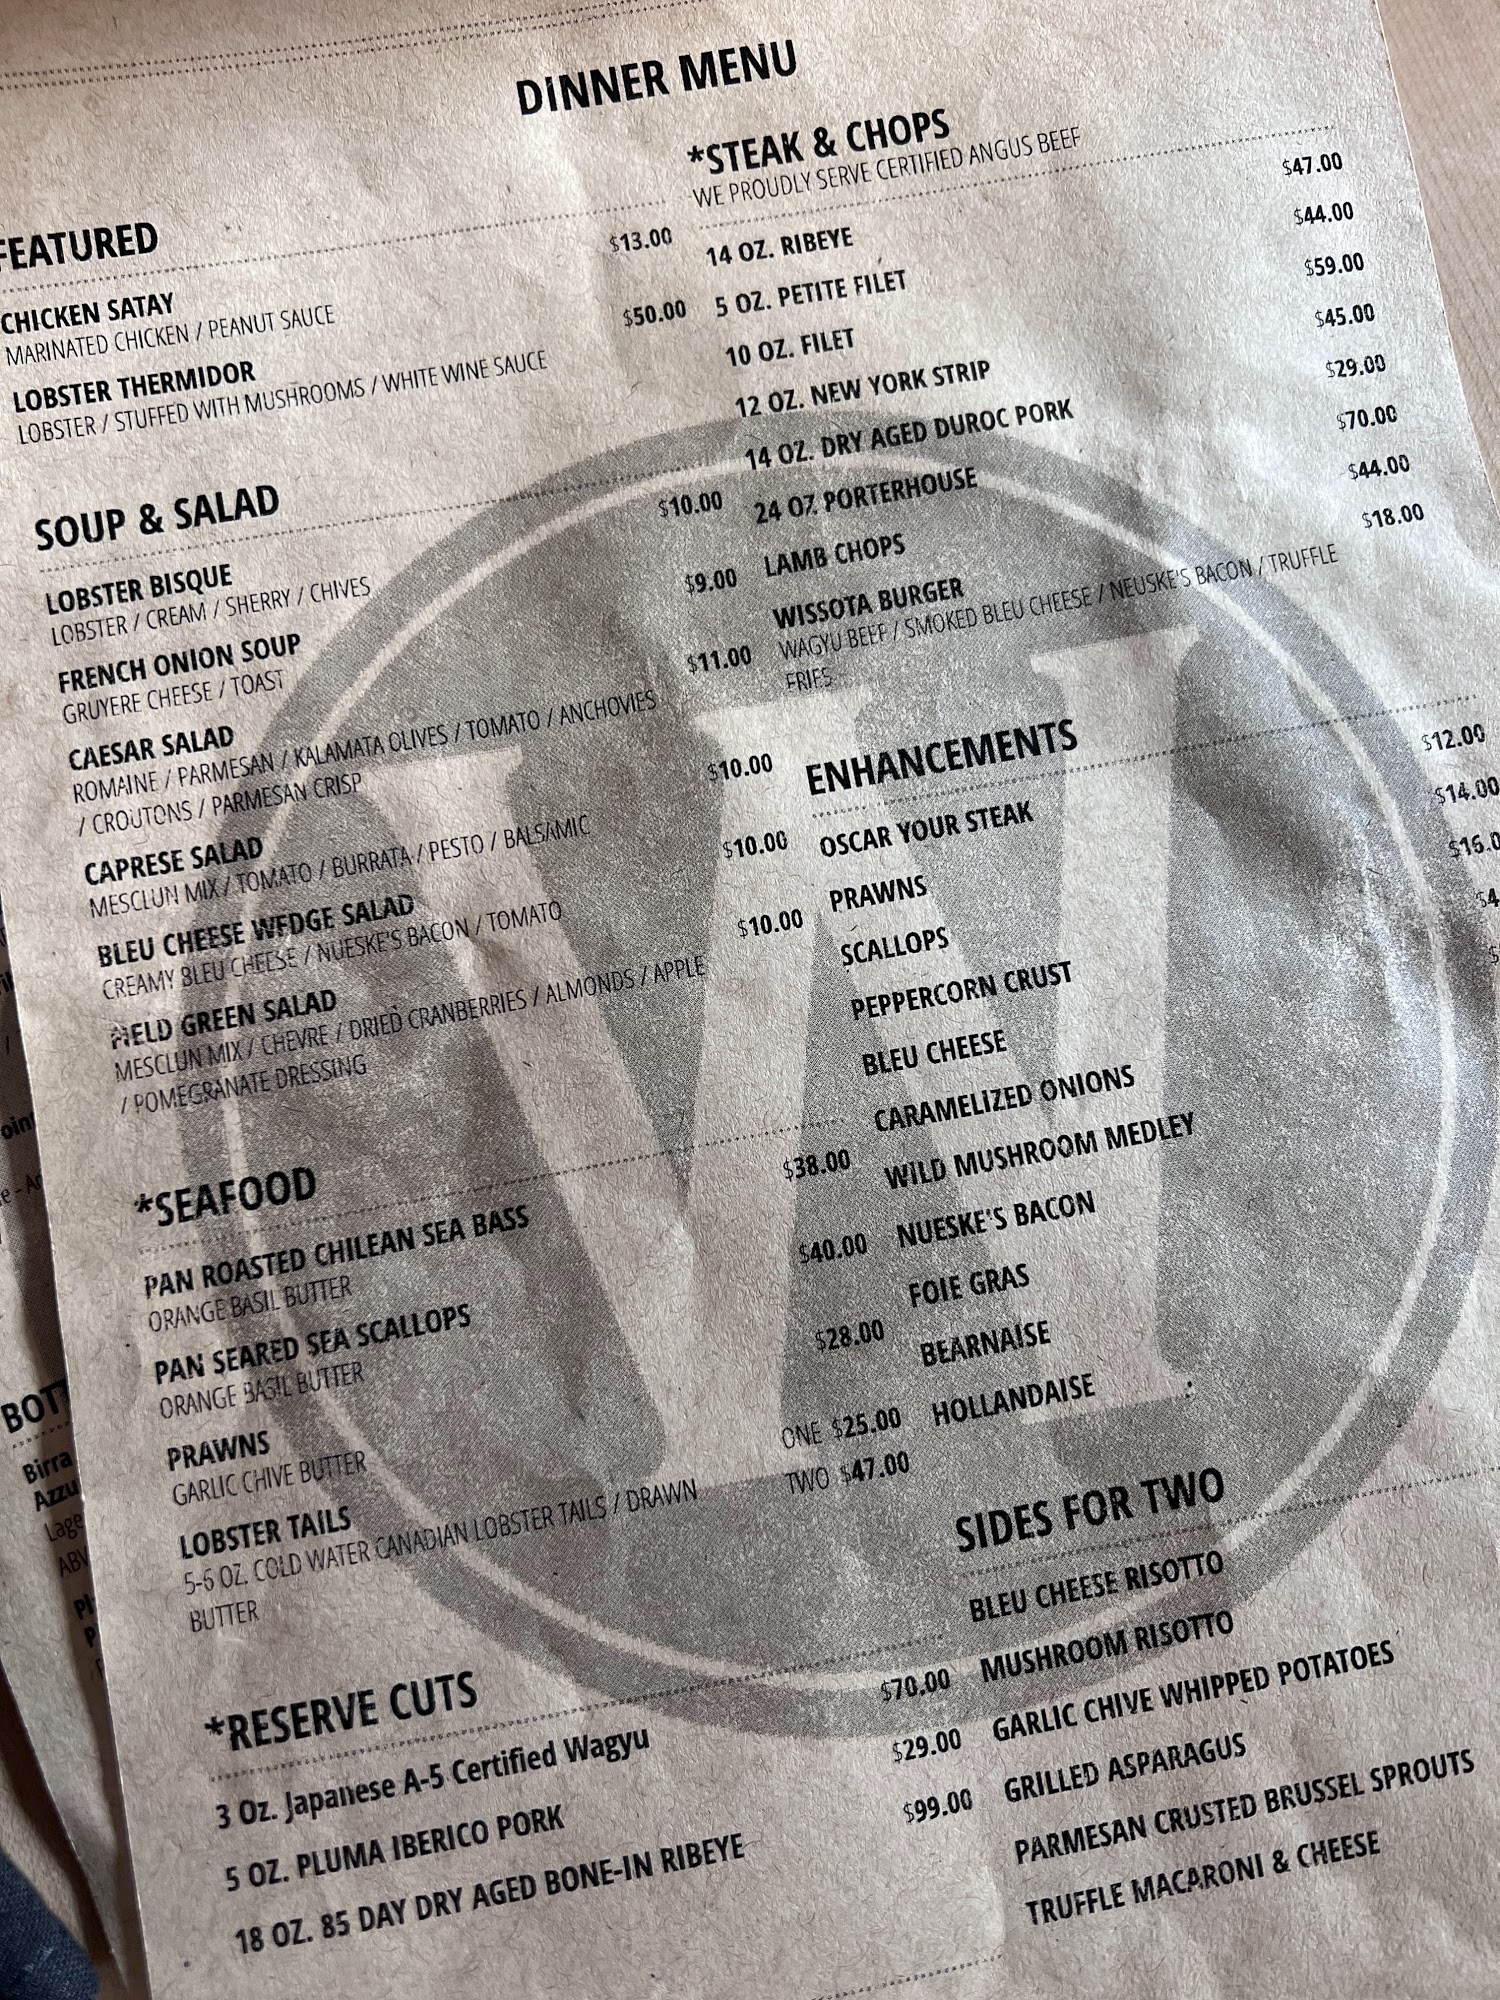 DINNER MENU
FEATURED
CHICKEN SATAY $13.00
MARINATED CHICKEN / PEANUT SAUCE
LOBSTER THERMIDOR $50.00
LOBSTER / STUFFED WITH MUSHROOMS / WHITE WINE SAUCE
SOUP & SALAD
LOBSTER BISQUE $10.00
LOBSTER / CREAM / SHERRY / CHIVES
FRENCH ONION SOUP $9.00
GRUYERE CHEESE / TOAST
CAESAR SALAD $11.00
ROMAINE / PARMESAN / KALAMATA OLIVES / TOMATO / ANCHOVIES
/ CROUTONS / PARMESAN CRISP
CAPRESE SALAD $10.00
MESCLUN MIX / TOMATO / BURRATA / PESTO / BALSAMIC
BLEU CHEESE WEDGE SALAD $10.00
CREAMY BLEU CHEESE / NUESKE'S BACON / TOMATO
FIELD GREEN SALAD $10.00
MESCLUN MIX / CHEVRE / DRIED CRANBERRIES / ALMONDS / APPLE
/ POMEGRANATE DRESSING
*SEAFOOD
PAN ROASTED CHILEAN SEA BASS $38.00
ORANGE BASIL BUTTER
PAN SEARED SEA SCALLOPS $40.00
ORANGE BASIL BUTTER
PRAWNS $28.00
GARLIC CHIVE BUTTER
LOBSTER TAILS ONE $25.00
5-6 OZ. COLD WATER CANADIAN LOBSTER TAILS / DRAWN TWO $47.00
BUTTER
*RESERVE CUTS
3 Oz. Japanese A-5 Certified Wagyu $70.00
5 OZ. PLUMA IBERICO PORK $29.00
18 OZ. 85 DAY DRY AGED BONE-IN RIBEYE $99.00
*STEAK & CHOPS
WE PROUDLY SERVE CERTIFIED ANGUS BEEF
14 OZ. RIBEYE $47.00
5 OZ. PETITE FILET $44.00
10 OZ. FILET $59.00
12 OZ. NEW YORK STRIP $45.00
14 OZ. DRY AGED DUROC PORK $29.00
24 OZ PORTERHOUSE $70.00
LAMB CHOPS $44.00
WISSOTA BURGER $18.00
WAGYU BEEF / SMOKED BLEU CHEESE / NEUSKE'S BACON / TRUFFLE
FRIES
ENHANCEMENTS
OSCAR YOUR STEAK $12.00
PRAWNS $14.00
SCALLOPS
PEPPERCORN CRUST
BLEU CHEESE
CARAMELIZED ONIONS
WILD MUSHROOM MEDLEY
NUESKE'S BACON
FOIE GRAS
BEARNAISE
HOLLANDAISE
SIDES FOR TWO
BLEU CHEESE RISOTTO
MUSHROOM RISOTTO
GARLIC CHIVE WHIPPED POTATOES
GRILLED ASPARAGUS
PARMESAN CRUSTED BRUSSEL SPROUTS
TRUFFLE MACARONI & CHEESE
Birra